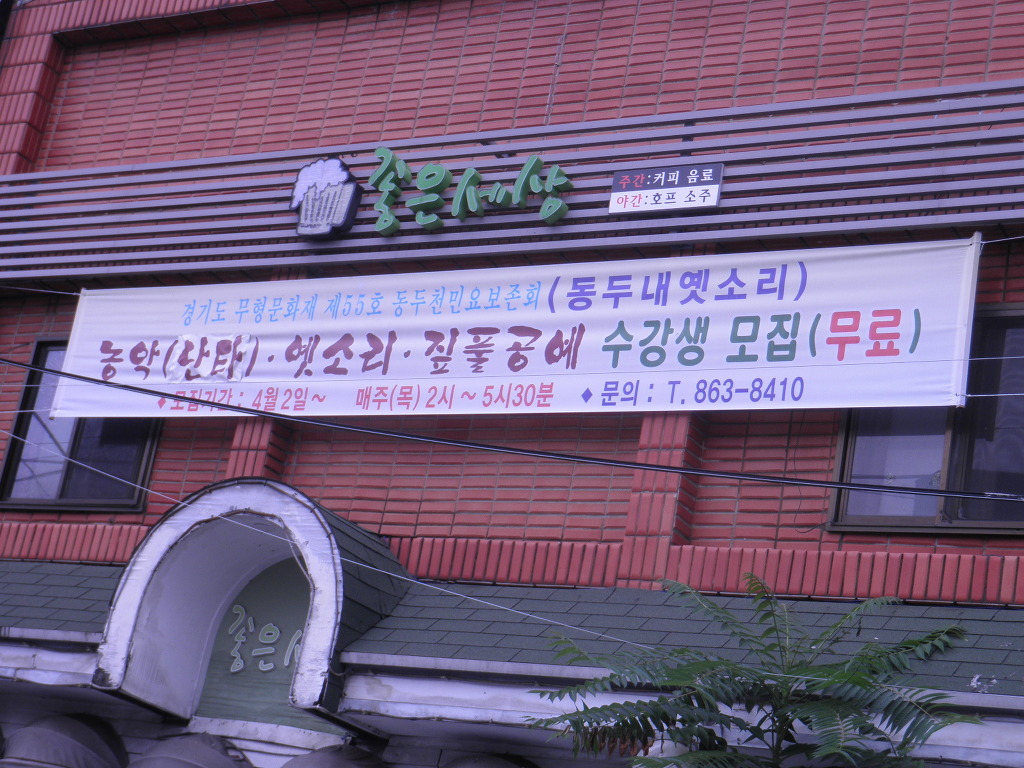 좋은세상
주간:커피 음료
야간:호프 소주
경기도 무형문화재 제55호 동두천민요보존회(동두내옛소리)
농악(난타)·옛소리·짚풀공예 수강생 모집(무료)
♦모집기간 : 4월 2일~ 매주(목) 2시~5시30분 ♦문의 : T. 863-8410
좋은세